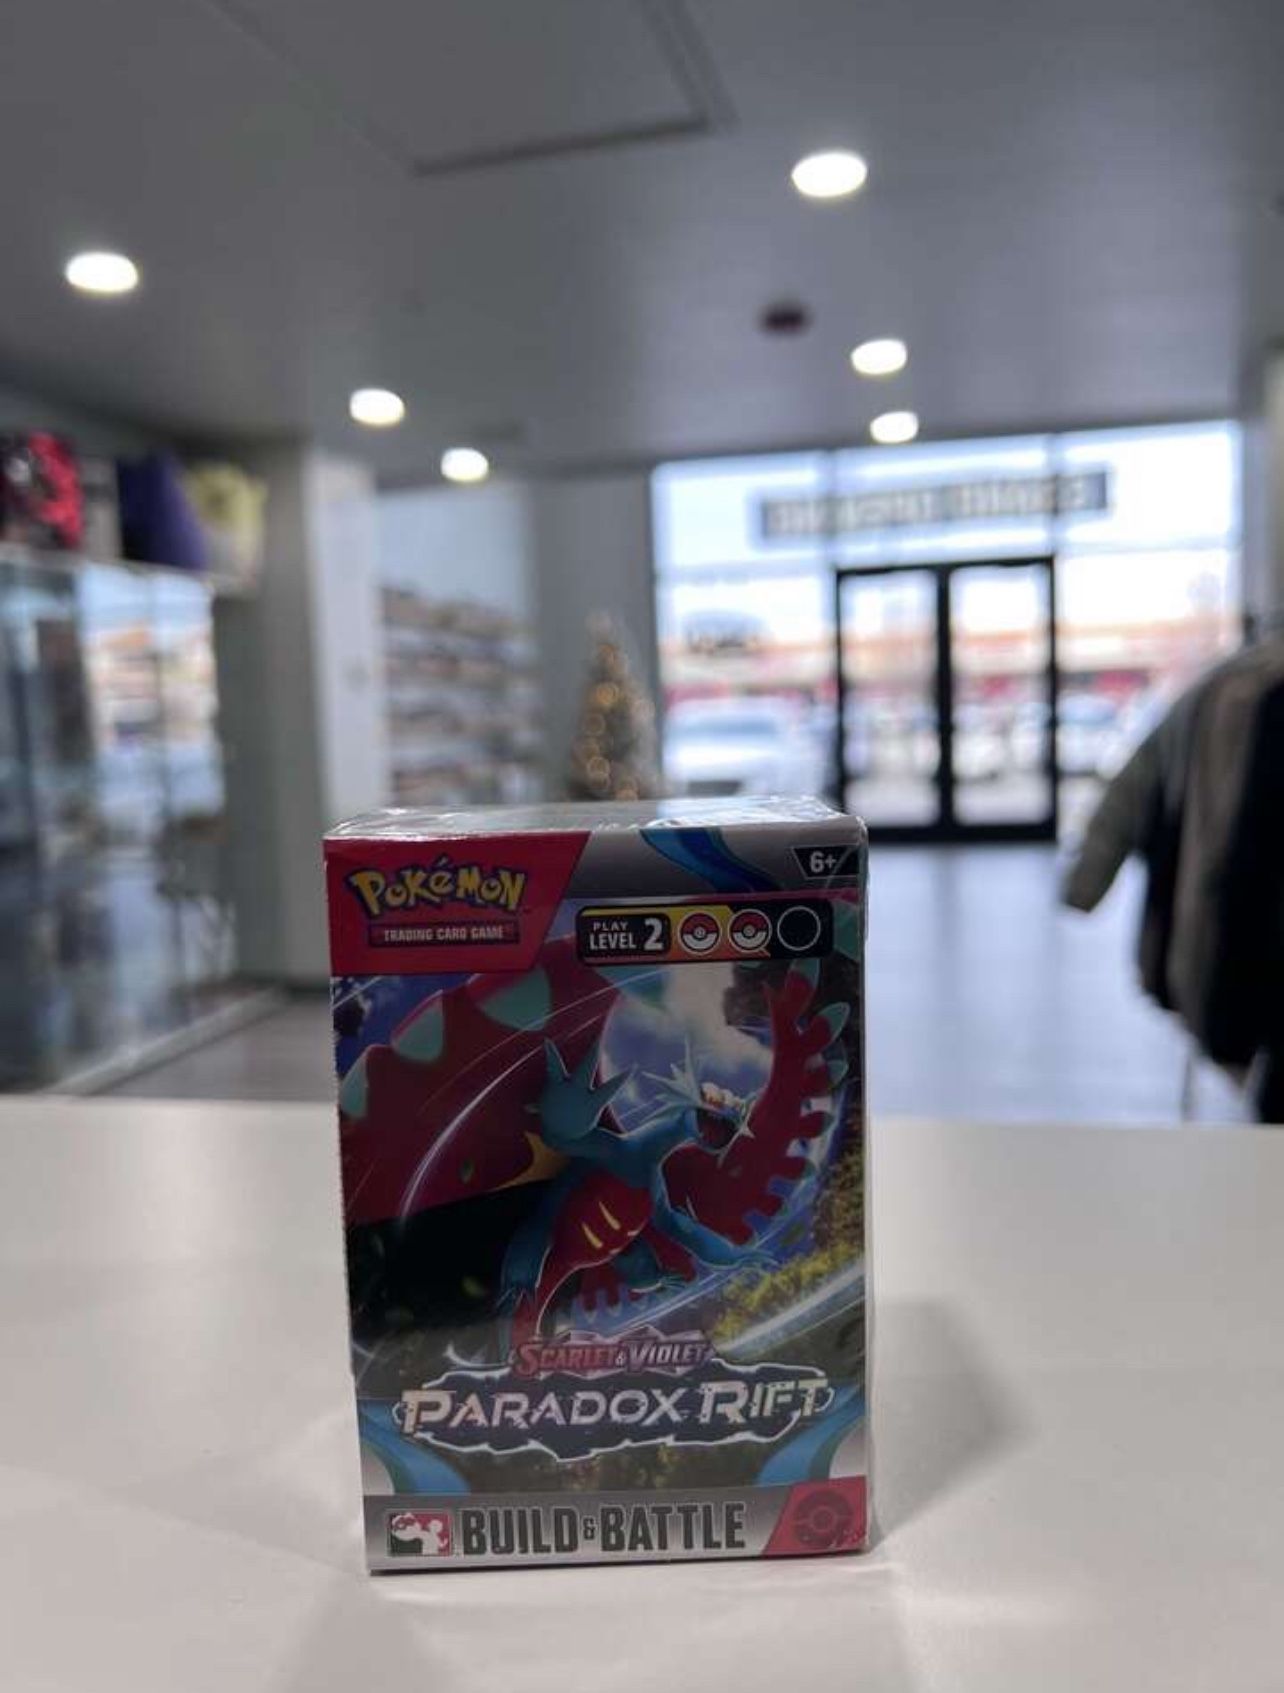 Pokémon
TRADING CARD GAME
6+
PLAY
LEVEL 2
SCARLET & VIOLET
PARADOX RIFT
BUILD & BATTLE